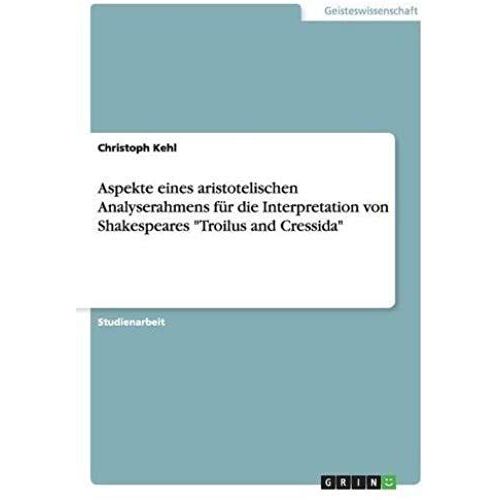 Geisteswissenschaft
Christoph Kehl
Aspekte eines aristotelischen
Analyserahmens für die Interpretation von
Shakespeares "Troilus and Cressida"
Studienarbeit
GRIN